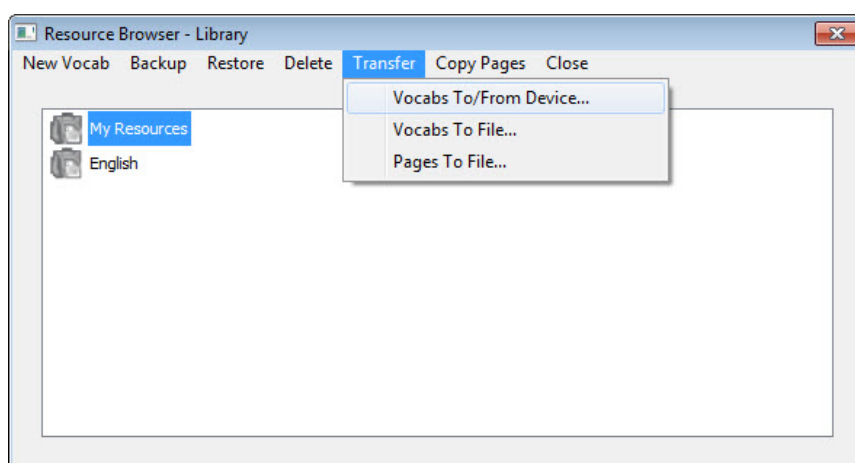 Resource Browser - Library
New Vocab Backup Restore Delete Transfer Copy Pages Close
Vocabs To/From Device...
My Resources
Vocabs To File...
English
Pages To File...